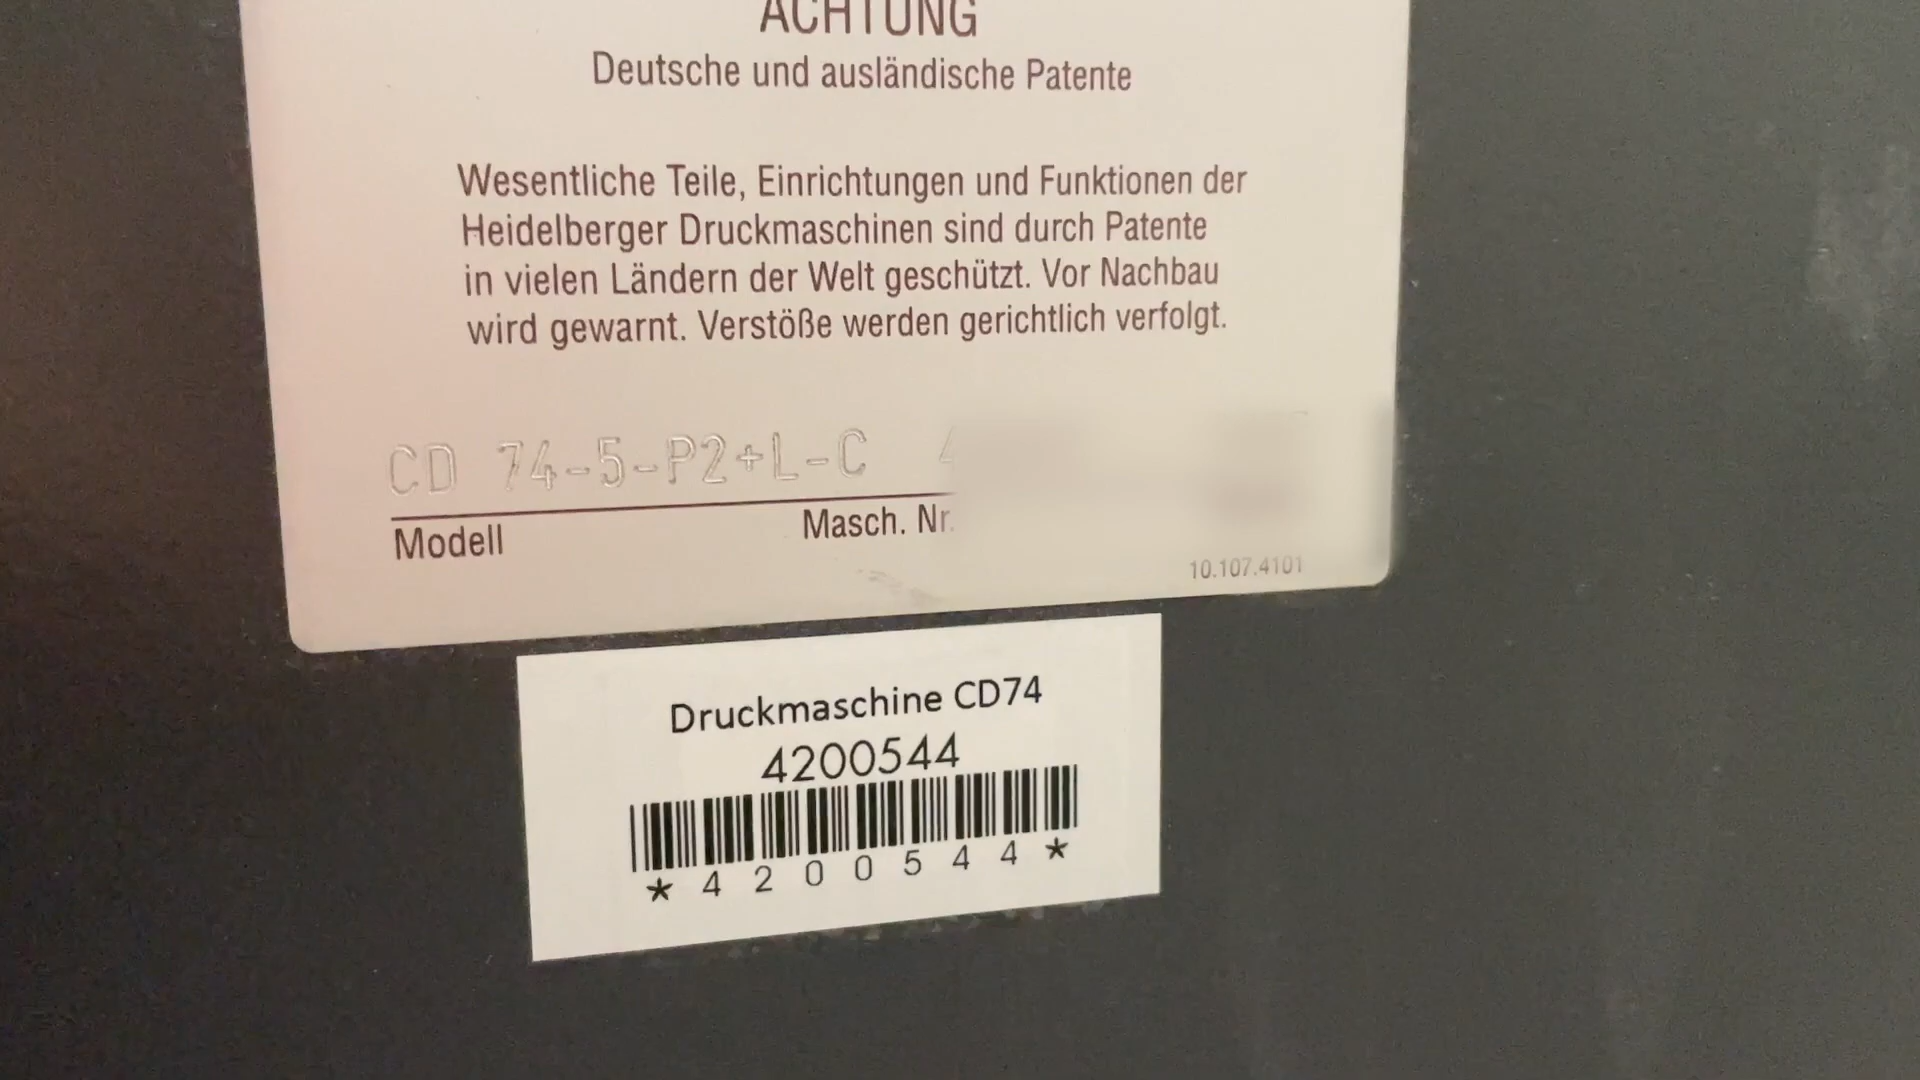 ACHTUNG
Deutsche und ausländische Patente
Wesentliche Teile, Einrichtungen und Funktionen der
Heidelberger Druckmaschinen sind durch Patente
in vielen Ländern der Welt geschützt. Vor Nachbau
wird gewarnt. Verstöße werden gerichtlich verfolgt.
CD 74-5-P2+L-C
Modell Masch. Nr.
10.107.4101
Druckmaschine CD74
4200544
*4200544*